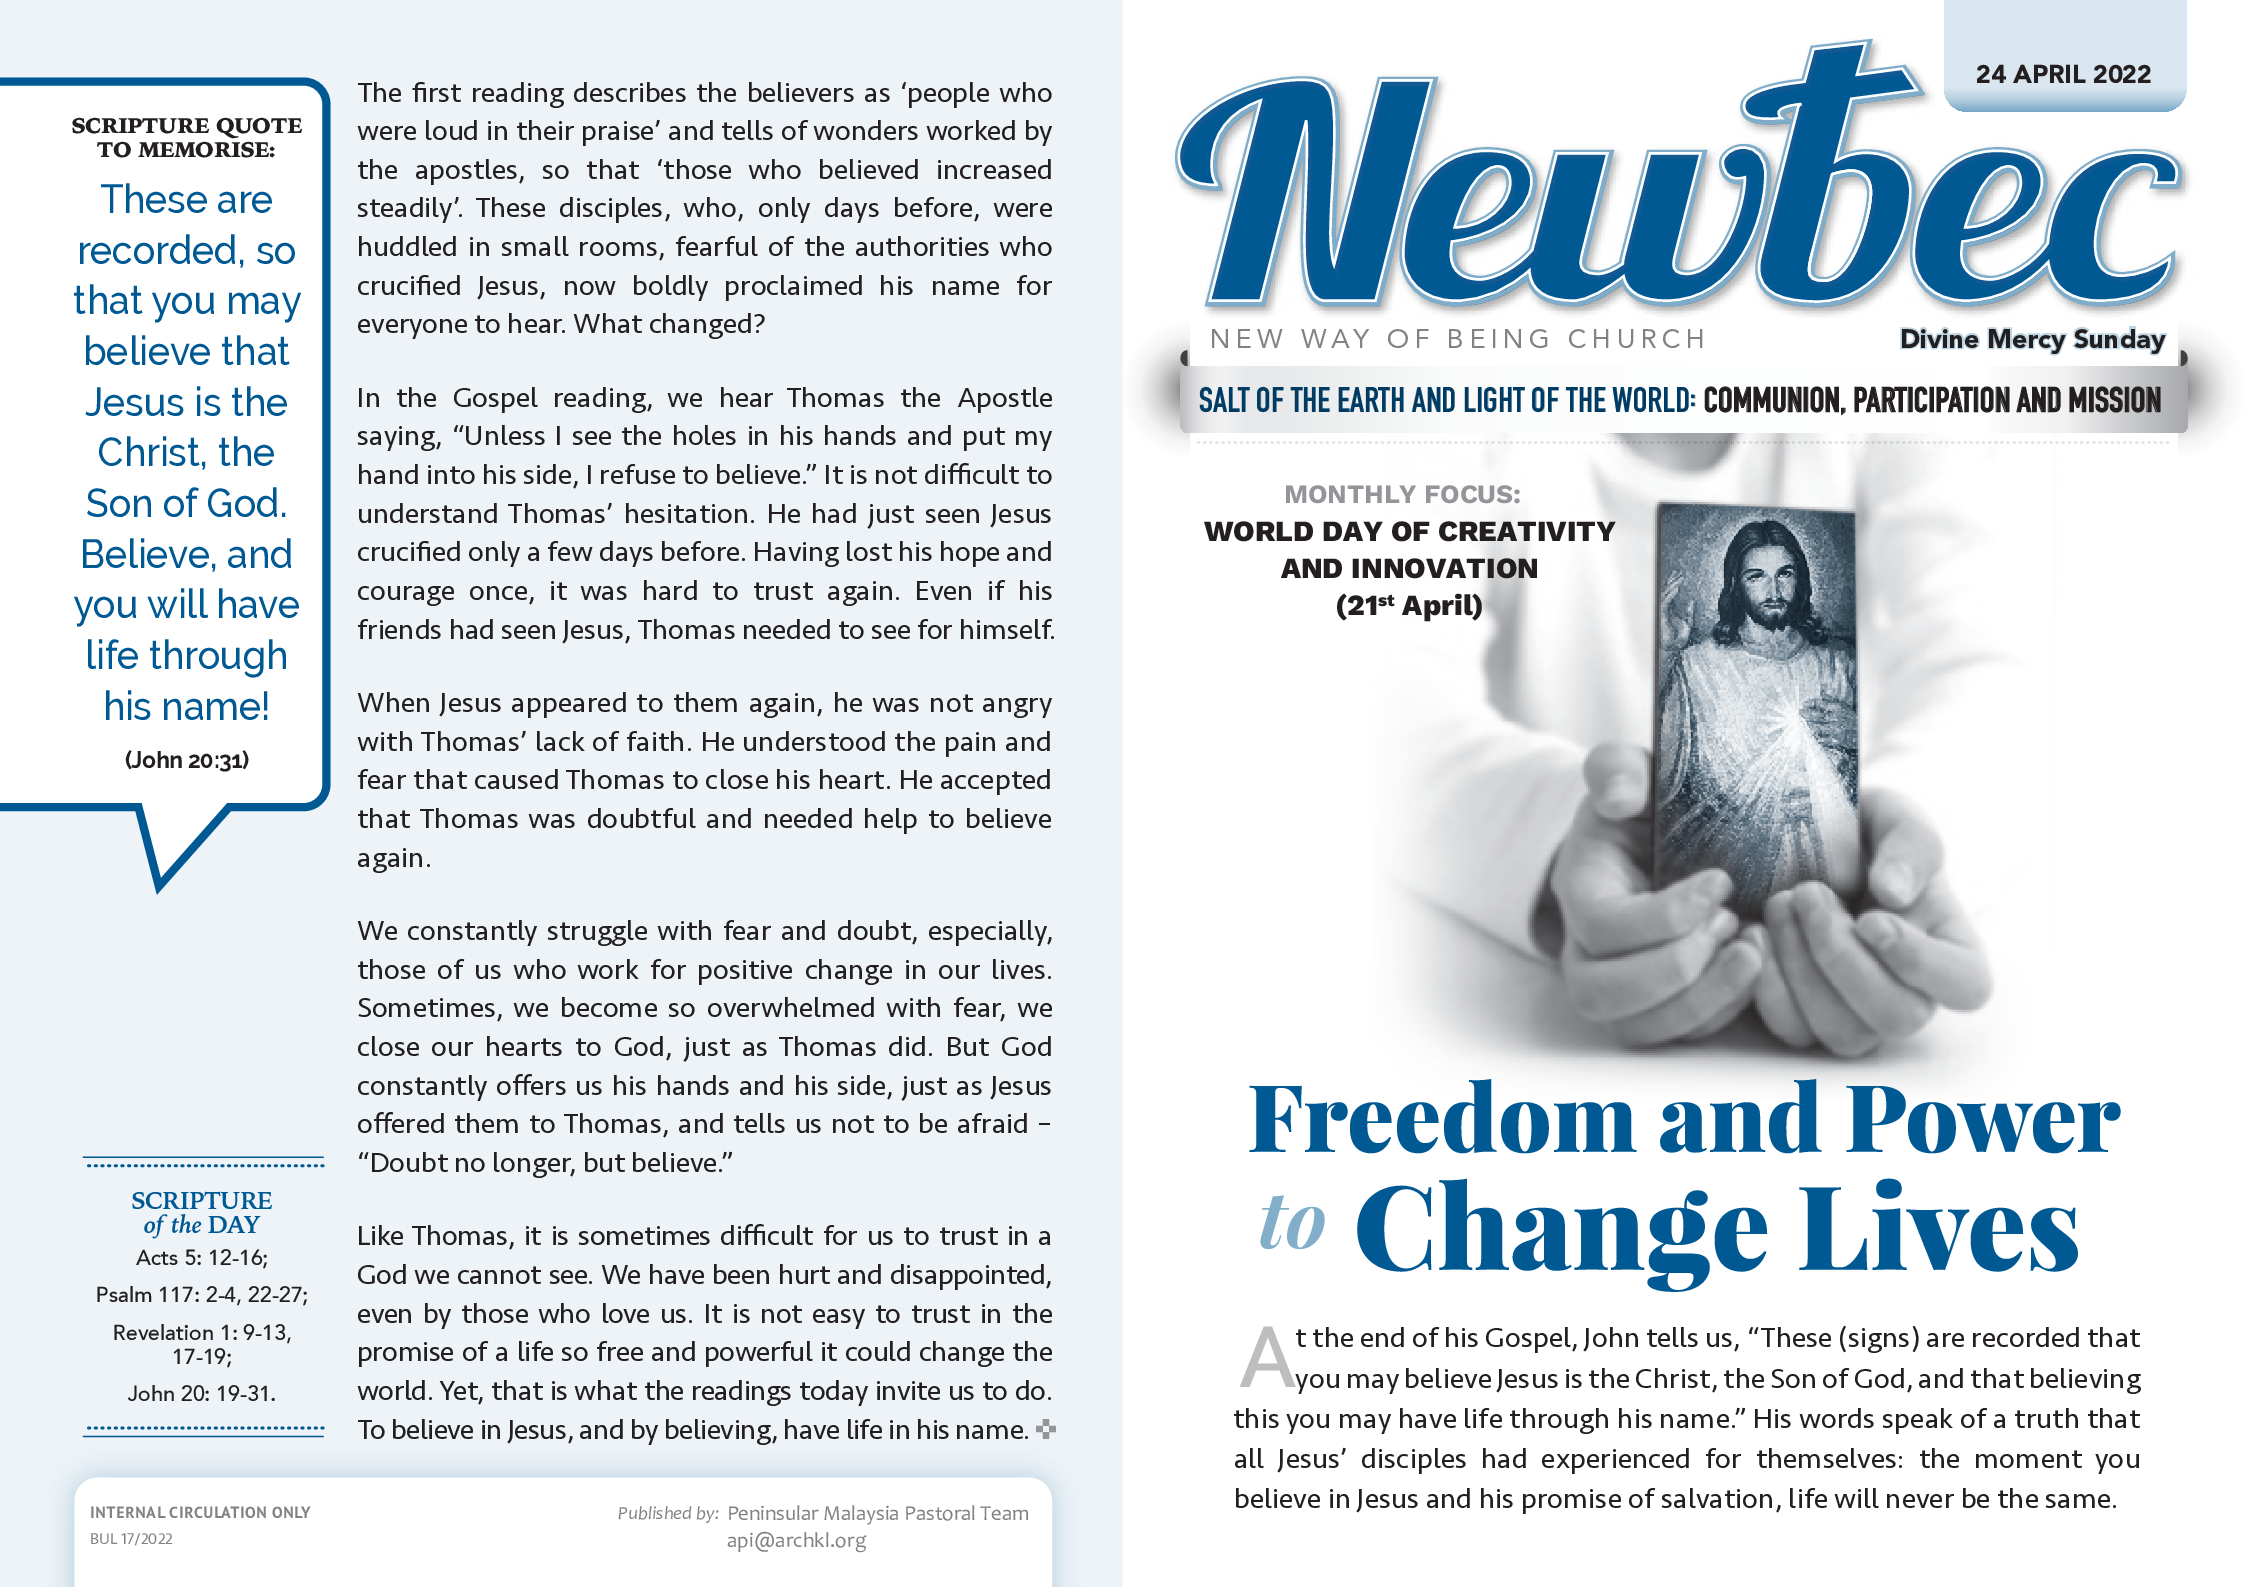 SCRIPTURE QUOTE
TO MEMORISE:
These are
recorded, so
that you may
believe that
Jesus is the
Christ, the
Son of God.
Believe, and
you will have
life through
his name!
(John 20:31)
SCRIPTURE
of the DAY
Acts 5: 12-16;
Psalm 117: 2-4, 22-27;
Revelation 1: 9-13,
17-19;
John 20: 19-31.
The first reading describes the believers as ‘people who
were loud in their praise’ and tells of wonders worked by
the apostles, so that ‘those who believed increased
steadily’. These disciples, who, only days before, were
huddled in small rooms, fearful of the authorities who
crucified Jesus, now boldly proclaimed his name for
everyone to hear. What changed?
In the Gospel reading, we hear Thomas the Apostle
saying, “Unless I see the holes in his hands and put my
hand into his side, I refuse to believe.” It is not difficult to
understand Thomas’ hesitation. He had just seen Jesus
crucified only a few days before. Having lost his hope and
courage once, it was hard to trust again. Even if his
friends had seen Jesus, Thomas needed to see for himself.
When Jesus appeared to them again, he was not angry
with Thomas’ lack of faith. He understood the pain and
fear that caused Thomas to close his heart. He accepted
that Thomas was doubtful and needed help to believe
again.
We constantly struggle with fear and doubt, especially,
those of us who work for positive change in our lives.
Sometimes, we become so overwhelmed with fear, we
close our hearts to God, just as Thomas did. But God
constantly offers us his hands and his side, just as Jesus
offered them to Thomas, and tells us not to be afraid –
“Doubt no longer, but believe.”
Like Thomas, it is sometimes difficult for us to trust in a
God we cannot see. We have been hurt and disappointed,
even by those who love us. It is not easy to trust in the
promise of a life so free and powerful it could change the
world. Yet, that is what the readings today invite us to do.
To believe in Jesus, and by believing, have life in his name.
INTERNAL CIRCULATION ONLY
BUL 17/2022
Published by: Peninsular Malaysia Pastoral Team
api@archkl.org
24 APRIL 2022
Newbec
NEW WAY OF BEING CHURCH
Divine Mercy Sunday
SALT OF THE EARTH AND LIGHT OF THE WORLD: COMMUNION, PARTICIPATION AND MISSION
MONTHLY FOCUS:
WORLD DAY OF CREATIVITY
AND INNOVATION
(21st April)
Freedom and Power
to Change Lives
At the end of his Gospel, John tells us, “These (signs) are recorded that
you may believe Jesus is the Christ, the Son of God, and that believing
this you may have life through his name.” His words speak of a truth that
all Jesus’ disciples had experienced for themselves: the moment you
believe in Jesus and his promise of salvation, life will never be the same.